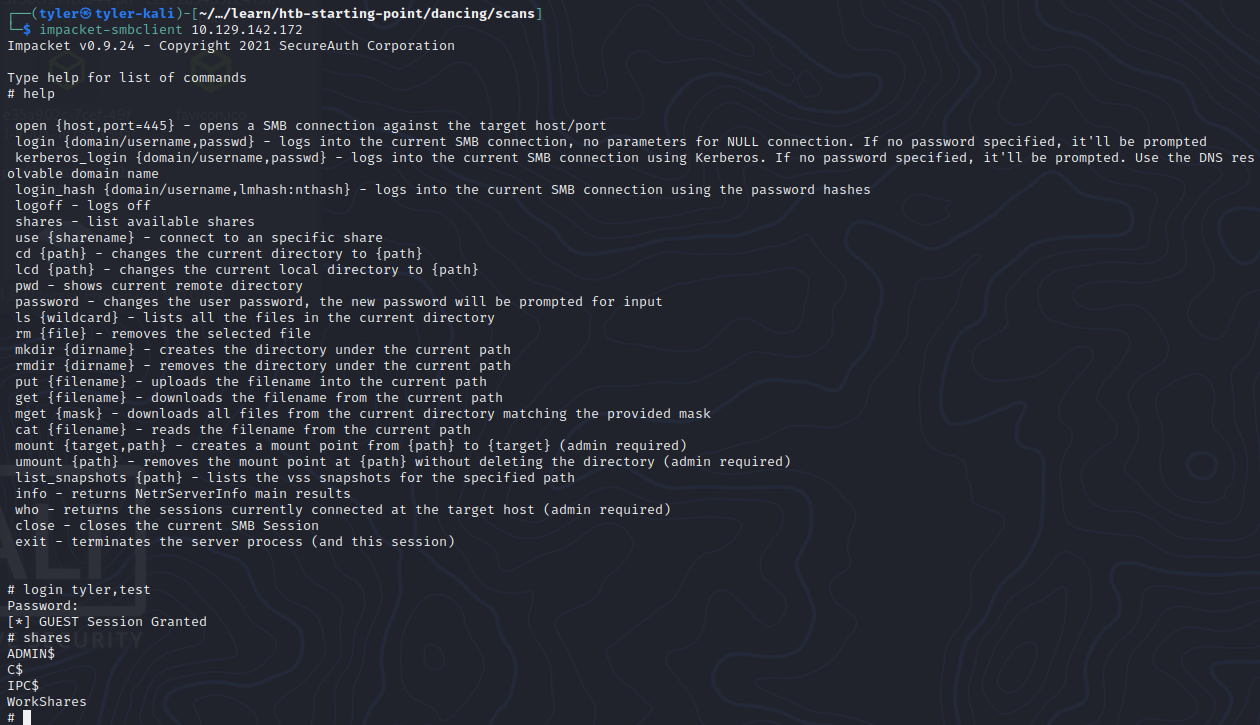 ┌──(tyler㉿tyler-kali)-[~/…/learn/htb-starting-point/dancing/scans]
└─$ impacket-smbclient 10.129.142.172
Impacket v0.9.24 - Copyright 2021 SecureAuth Corporation
Type help for list of commands
# help
open {host,port=445} - opens a SMB connection against the target host/port
login {domain/username,passwd} - logs into the current SMB connection, no parameters for NULL connection. If no password specified, it'll be prompted
kerberos_login {domain/username,passwd} - logs into the current SMB connection using Kerberos. If no password specified, it'll be prompted. Use the DNS res
olvable domain name
login_hash {domain/username,lmhash:nthash} - logs into the current SMB connection using the password hashes
logoff - logs off
shares - list available shares
use {sharename} - connect to an specific share
cd {path} - changes the current directory to {path}
lcd {path} - changes the current local directory to {path}
pwd - shows current remote directory
password - changes the user password, the new password will be prompted for input
ls {wildcard} - lists all the files in the current directory
rm {file} - removes the selected file
mkdir {dirname} - creates the directory under the current path
rmdir {dirname} - removes the directory under the current path
put {filename} - uploads the filename into the current path
get {filename} - downloads the filename from the current path
mget {mask} - downloads all files from the current directory matching the provided mask
cat {filename} - reads the filename from the current path
mount {target,path} - creates a mount point from {path} to {target} (admin required)
umount {path} - removes the mount point at {path} without deleting the directory (admin required)
list_snapshots {path} - lists the vss snapshots for the specified path
info - returns NetrServerInfo main results
who - returns the sessions currently connected at the target host (admin required)
close - closes the current SMB Session
exit - terminates the server process (and this session)
# login tyler,test
Password:
[*] GUEST Session Granted
# shares
ADMIN$
C$
IPC$
WorkShares
#